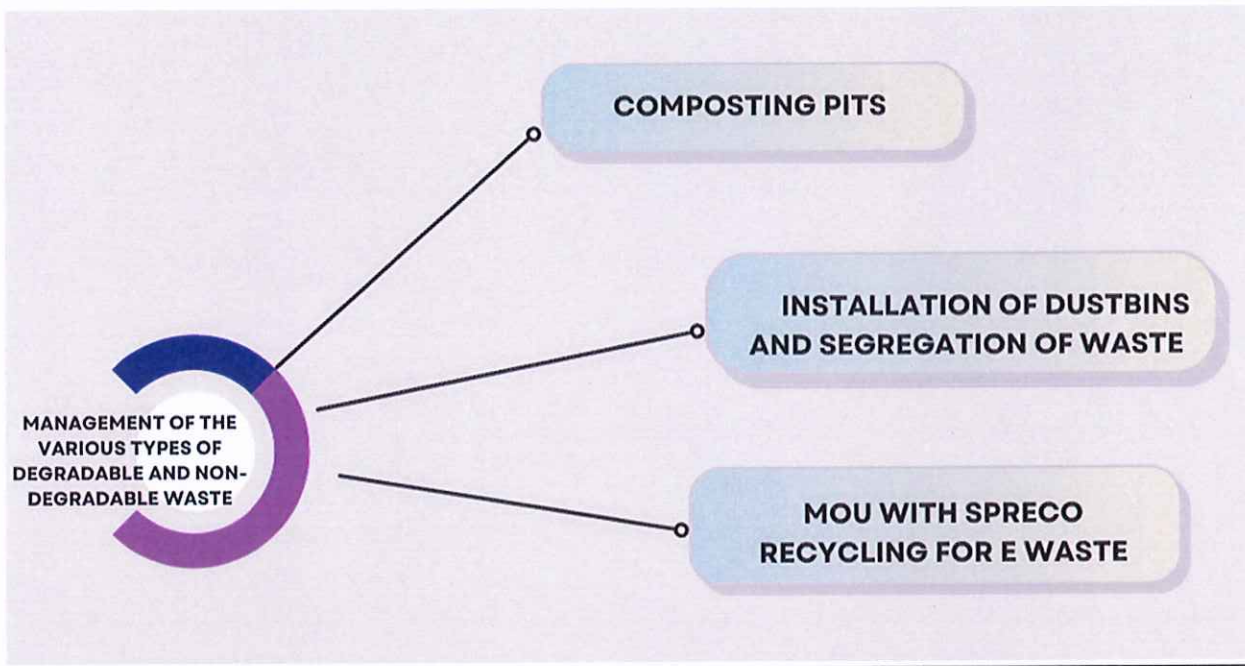 COMPOSTING PITS
INSTALLATION OF DUSTBINS
AND SEGREGATION OF WASTE
MANAGEMENT OF THE
VARIOUS TYPES OF
DEGRADABLE AND NON-
DEGRADABLE WASTE
MOU WITH SPRECO
RECYCLING FOR E WASTE